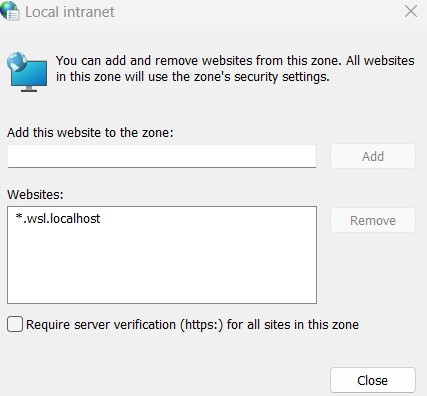 Local intranet
You can add and remove websites from this zone. All websites
in this zone will use the zone's security settings.
Add this website to the zone:
Add
Websites:
*.wsl.localhost
Remove
Require server verification (https:) for all sites in this zone
Close